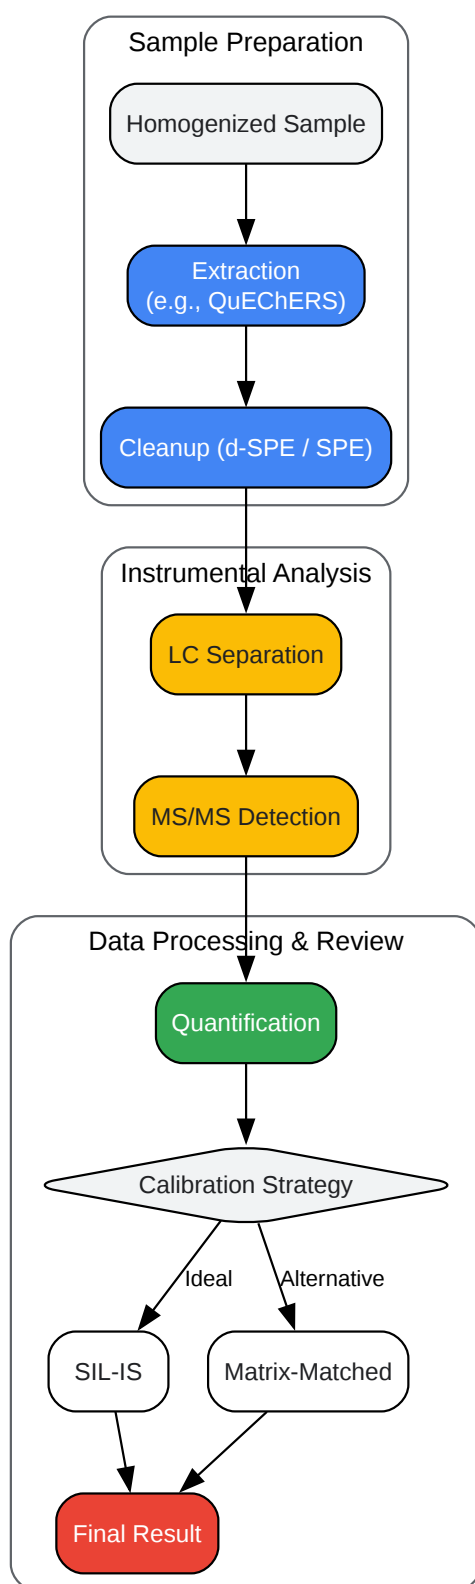 Sample Preparation
Homogenized Sample
Extraction
(e.g., QuEChERS)
Cleanup (d-SPE / SPE)
Instrumental Analysis
LC Separation
MS/MS Detection
Data Processing & Review
Quantification
Calibration Strategy
Ideal
Alternative
SIL-IS
Matrix-Matched
Final Result